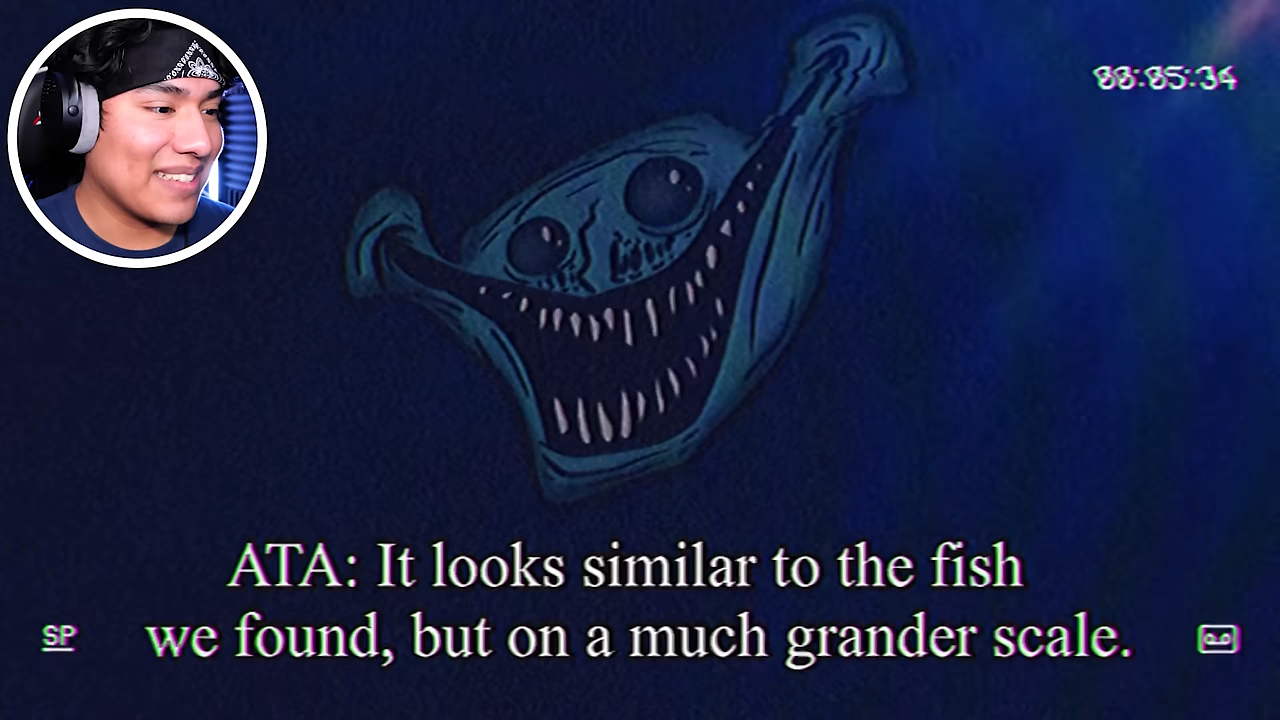 88:85:34
ATA: It looks similar to the fish
SP
we found, but on a much grander scale.